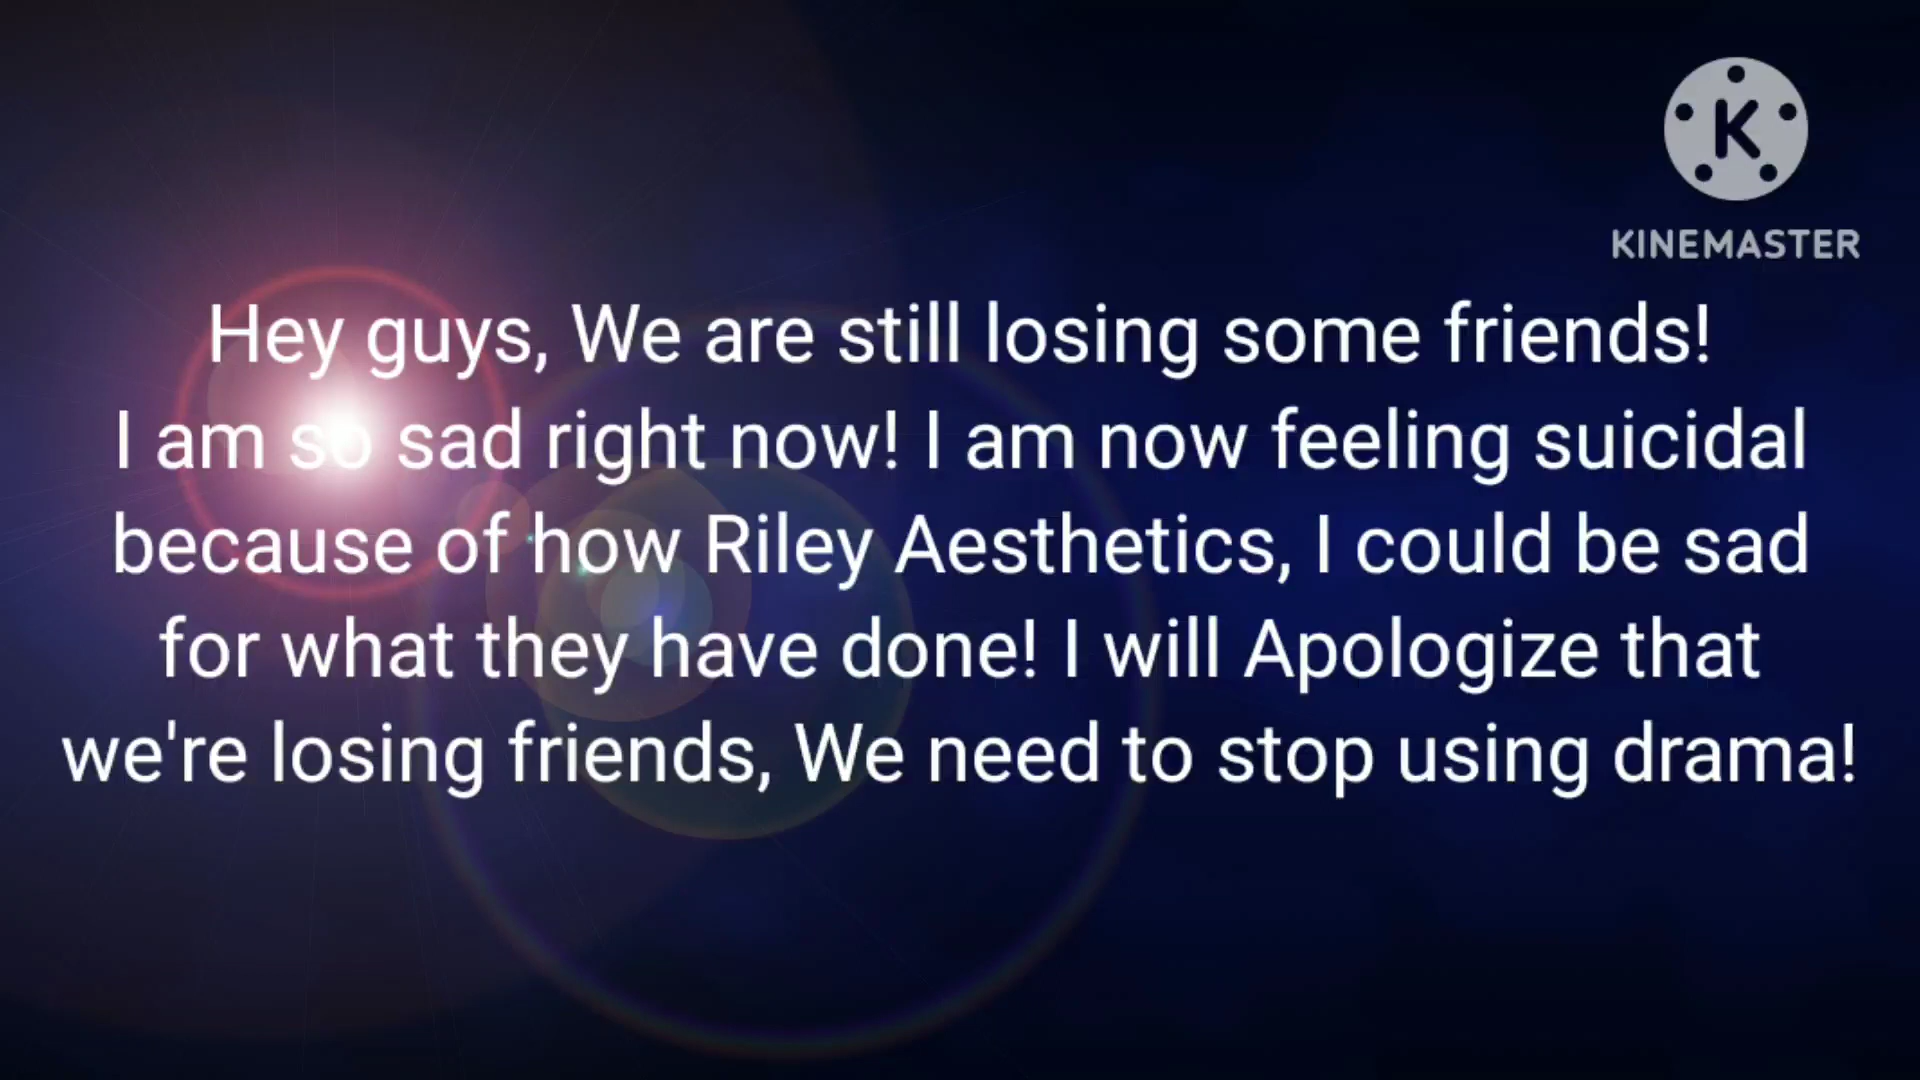 KINEMASTER
Hey guys, We are still losing some friends!
I am so sad right now! I am now feeling suicidal
because of how Riley Aesthetics, I could be sad
for what they have done! I will Apologize that
we're losing friends, We need to stop using drama!